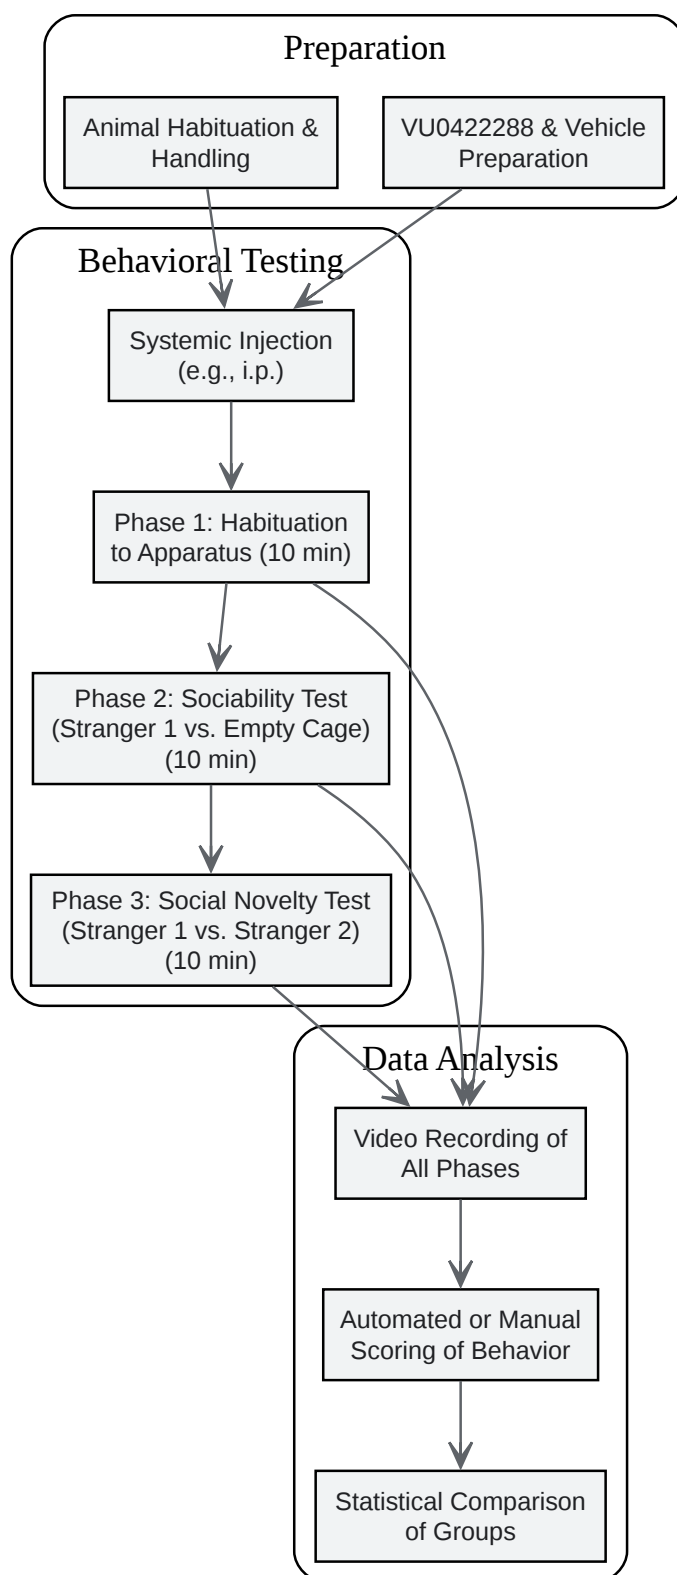 Preparation
Animal Habituation &
Handling
VU0422288 & Vehicle
Preparation
Behavioral Testing
Systemic Injection
(e.g., i.p.)
Phase 1: Habituation
to Apparatus (10 min)
Phase 2: Sociability Test
(Stranger 1 vs. Empty Cage)
(10 min)
Phase 3: Social Novelty Test
(Stranger 1 vs. Stranger 2)
(10 min)
Data Analysis
Video Recording of
All Phases
Automated or Manual
Scoring of Behavior
Statistical Comparison
of Groups